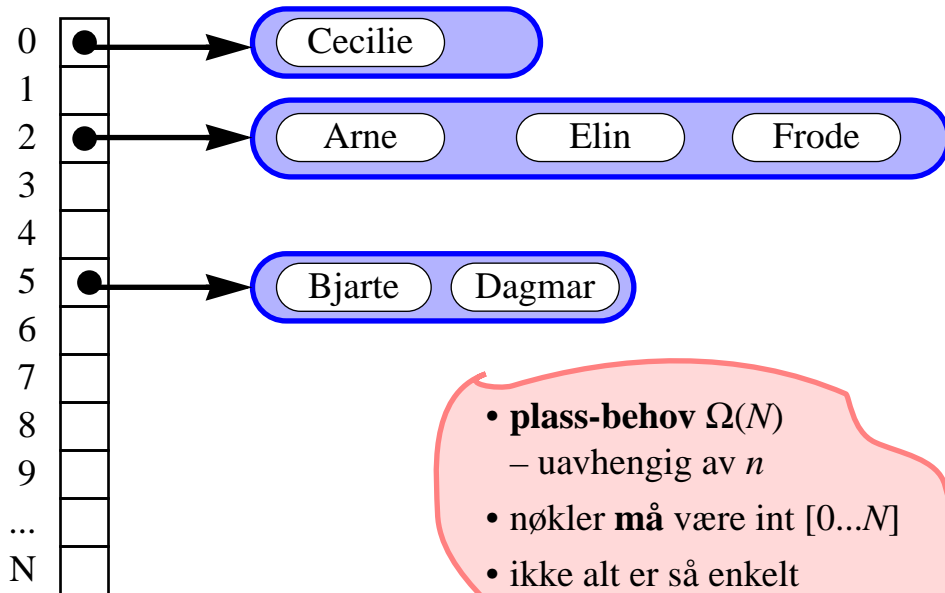 0 Cecilie
1
2 Arne Elin Frode
3
4
5 Bjarte Dagmar
6
7
8
9
...
N
• plass-behov Ω(N)
– uavhengig av n
• nøkler må være int [0...N]
• ikke alt er så enkelt